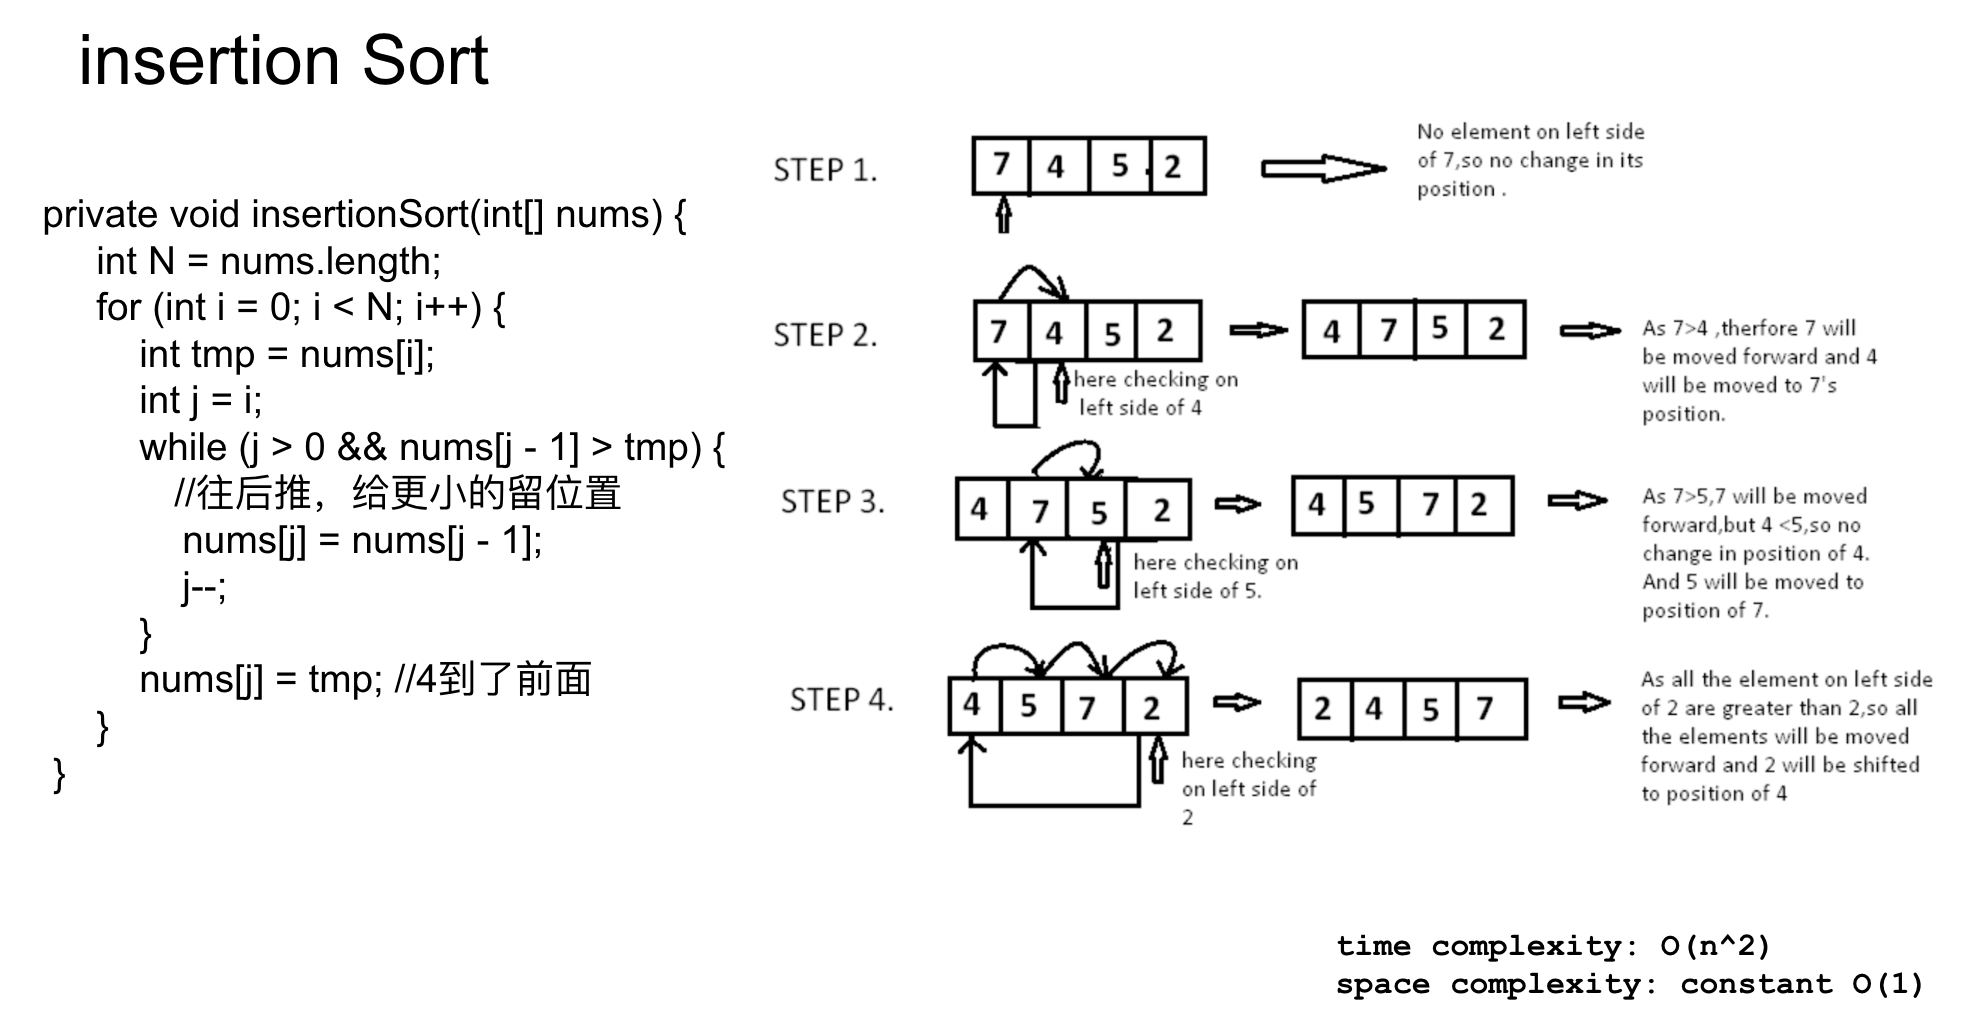 insertion Sort
private void insertionSort(int[] nums) {
int N = nums.length;
for (int i = 0; i < N; i++) {
int tmp = nums[i];
int j = i;
while (j > 0 && nums[j - 1] > tmp) {
//往后推，给更小的留位置
nums[j] = nums[j - 1];
j--;
}
nums[j] = tmp; //4到了前面
}
}
STEP 1.
7 4 5 2
No element on left side
of 7,so no change in its
position .
STEP 2.
7 4 5 2
here checking on
left side of 4
4 7 5 2
As 7>4 ,therfore 7 will
be moved forward and 4
will be moved to 7's
position.
STEP 3.
4 7 5 2
here checking on
left side of 5.
4 5 7 2
As 7>5,7 will be moved
forward,but 4 <5,so no
change in position of 4.
And 5 will be moved to
position of 7.
STEP 4.
4 5 7 2
here checking
on left side of
2
2 4 5 7
As all the element on left side
of 2 are greater than 2,so all
the elements will be moved
forward and 2 will be shifted
to position of 4
time complexity: O(n^2)
space complexity: constant O(1)